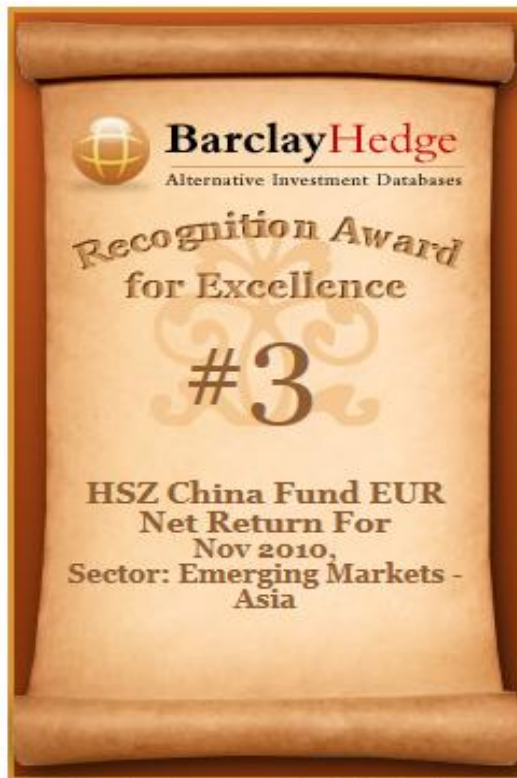 BarclayHedge
Alternative Investment Databases
Recognition Award
for Excellence
#3
HSZ China Fund EUR
Net Return For
Nov 2010,
Sector: Emerging Markets -
Asia